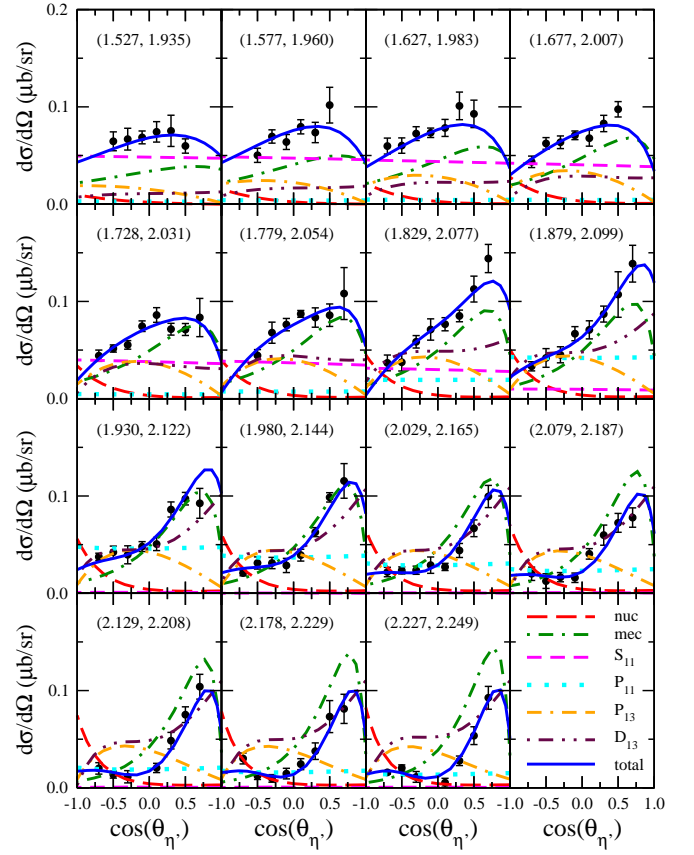 0.2
(1.527, 1.935) (1.577, 1.960) (1.627, 1.983) (1.677, 2.007)
dσ/dΩ (μb/sr)
0.1
0.0
(1.728, 2.031) (1.779, 2.054) (1.829, 2.077) (1.879, 2.099)
dσ/dΩ (μb/sr)
0.1
0.0
(1.930, 2.122) (1.980, 2.144) (2.029, 2.165) (2.079, 2.187)
dσ/dΩ (μb/sr)
0.1
0.0
(2.129, 2.208) (2.178, 2.229) (2.227, 2.249)
nuc
mec
S11
P11
P13
D13
total
dσ/dΩ (μb/sr)
0.1
0.0
-1.0 -0.5 0.0 0.5 -1 -0.5 0.0 0.5 -1 -0.5 0.0 0.5 -1 -0.5 0.0 0.5 1.0
cos(θη’) cos(θη’) cos(θη’) cos(θη’)